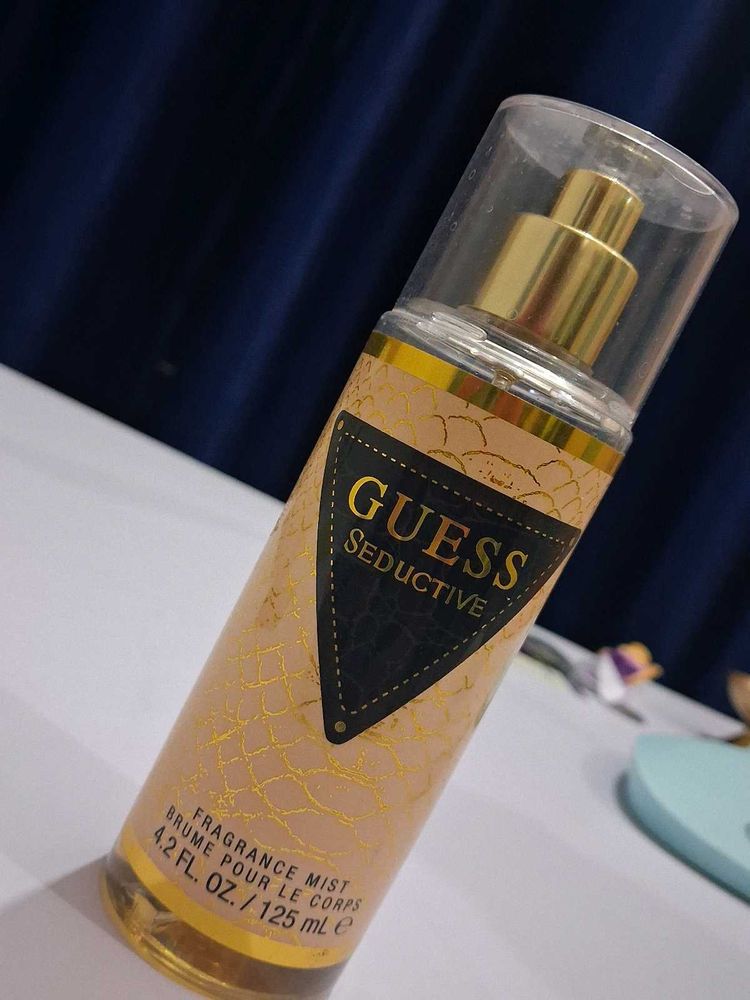 GUESS
SEDUCTIVE
FRAGRANCE MIST
BRUME POUR LE CORPS
4.2 FL. OZ. / 125 mL ℮